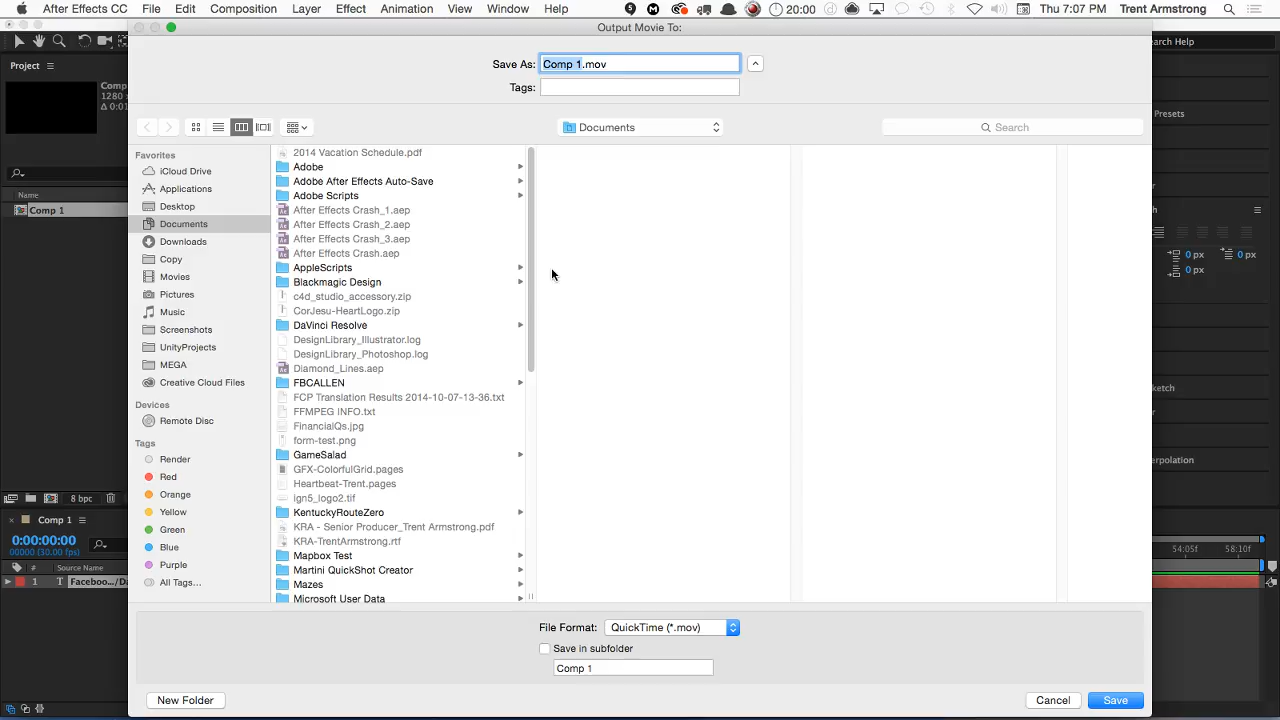 After Effects CC File Edit Composition Layer Effect Animation View Window Help 20:00 Thu 7:07 PM Trent Armstrong
Output Movie To:
Search Help
Project
Save As: Comp 1.mov
Tags:
Comp
1280
Δ 0:01
Presets
Documents
Search
Favorites
iCloud Drive
Applications
Desktop
Documents
Downloads
Copy
Movies
Pictures
Music
Screenshots
UnityProjects
MEGA
Creative Cloud Files
Devices
Remote Disc
Tags
Render
Red
Orange
Yellow
Green
Blue
Purple
All Tags...
2014 Vacation Schedule.pdf
Adobe
Adobe After Effects Auto-Save
Adobe Scripts
After Effects Crash_1.aep
After Effects Crash_2.aep
After Effects Crash_3.aep
After Effects Crash.aep
AppleScripts
Blackmagic Design
c4d_studio_accessory.zip
CorJesu-HeartLogo.zip
DaVinci Resolve
DesignLibrary_Illustrator.log
DesignLibrary_Photoshop.log
Diamond_Lines.aep
FBCALLEN
FCP Translation Results 2014-10-07-13-36.txt
FFMPEG INFO.txt
FinancialQs.jpg
form-test.png
GameSalad
GFX-ColorfulGrid.pages
Heartbeat-Trent.pages
ign5_logo2.tif
KentuckyRouteZero
KRA - Senior Producer_Trent Armstrong.pdf
KRA-TrentArmstrong.rtf
Mapbox Test
Martini QuickShot Creator
Mazes
Microsoft User Data
Name
Comp 1
8 bpc
Comp 1
0:00:00:00
00000 (30.00 fps)
# Source Name
1 T Faceboo.../Da
0 px 0 px
0 px
ketch
erpolation
54:05f 58:10f
File Format: QuickTime (*.mov)
Save in subfolder
Comp 1
New Folder Cancel Save